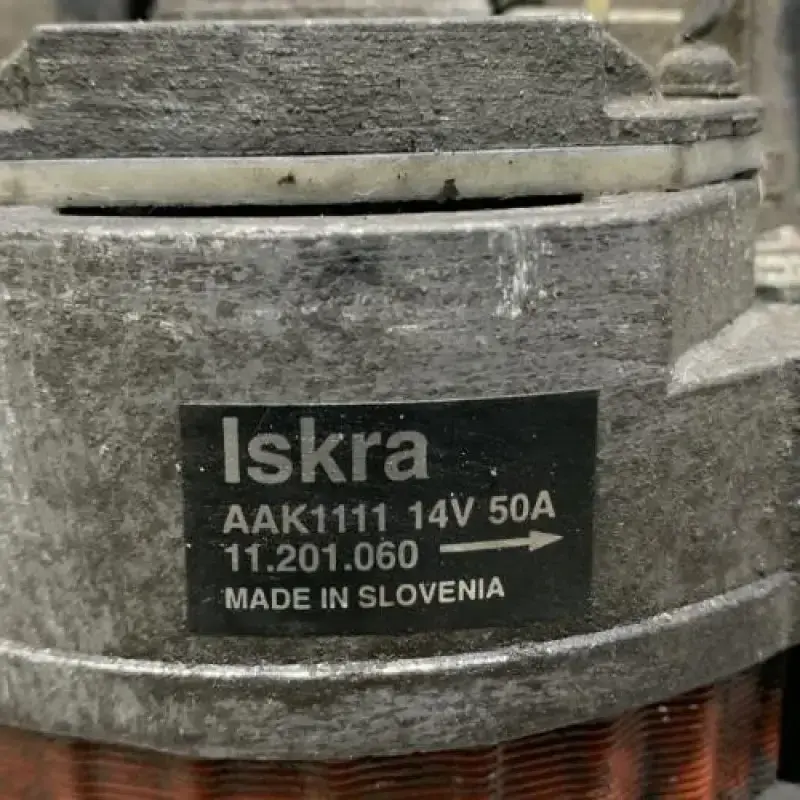 Iskra
AAK1111 14V 50A
11.201.060
MADE IN SLOVENIA